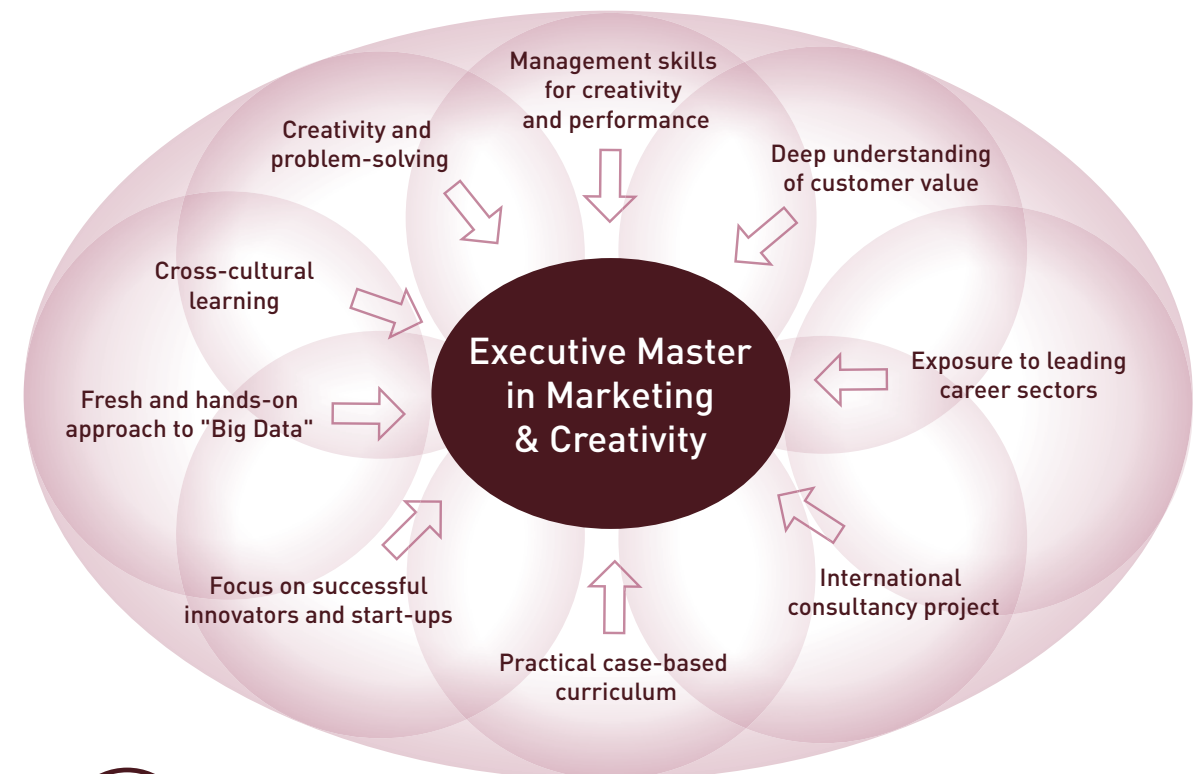 Management skills
for creativity
and performance
Creativity and
problem-solving
Deep understanding
of customer value
Cross-cultural
learning
Executive Master
in Marketing
& Creativity
Exposure to leading
career sectors
Fresh and hands-on
approach to "Big Data"
Focus on successful
innovators and start-ups
International
consultancy project
Practical case-based
curriculum